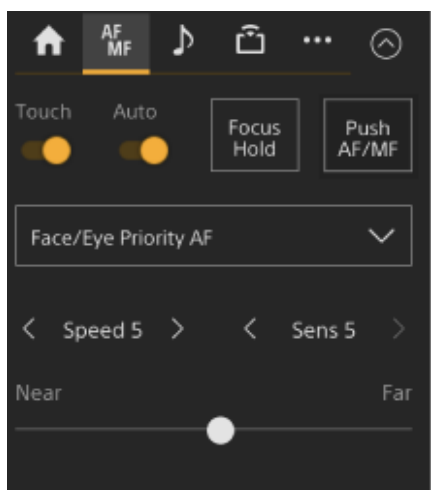 AF
MF
Touch
Auto
Focus
Hold
Push
AF/MF
Face/Eye Priority AF
Speed 5
Sens 5
Near
Far